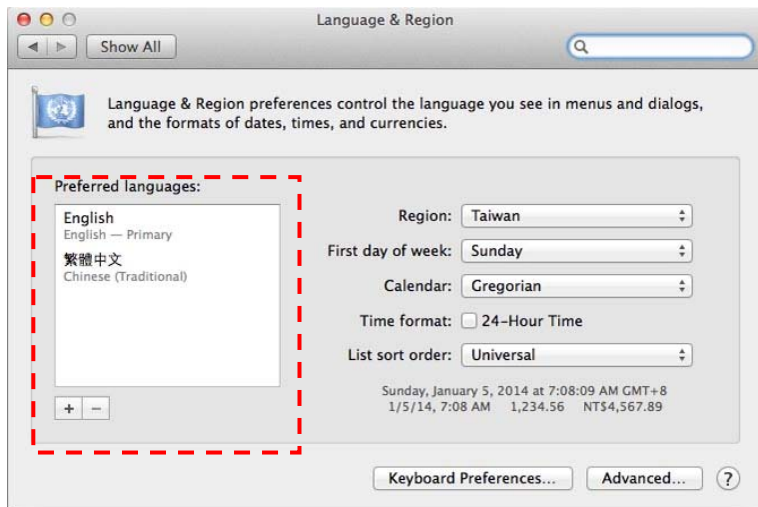 Language & Region
Show All
Language & Region preferences control the language you see in menus and dialogs,
and the formats of dates, times, and currencies.
Preferred languages:
English
English — Primary
繁體中文
Chinese (Traditional)
+ −
Region: Taiwan
First day of week: Sunday
Calendar: Gregorian
Time format: 24-Hour Time
List sort order: Universal
Sunday, January 5, 2014 at 7:08:09 AM GMT+8
1/5/14, 7:08 AM 1,234.56 NT$4,567.89
Keyboard Preferences... Advanced... ?